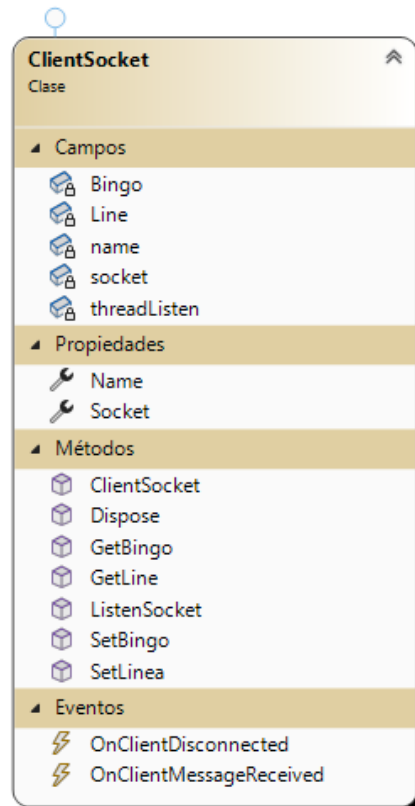 ClientSocket
Clase
Campos
Bingo
Line
name
socket
threadListen
Propiedades
Name
Socket
Métodos
ClientSocket
Dispose
GetBingo
GetLine
ListenSocket
SetBingo
SetLinea
Eventos
OnClientDisconnected
OnClientMessageReceived